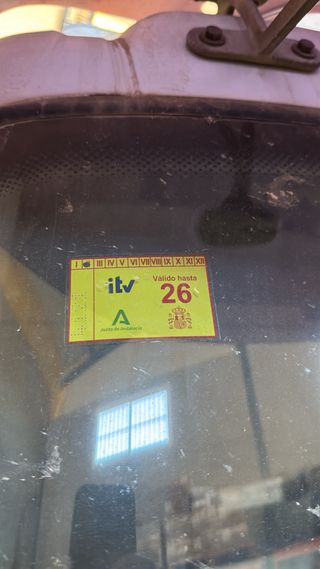 I III IV V VI VII VIII IX X XI XII
itv
Válido hasta
26
Junta de Andalucía